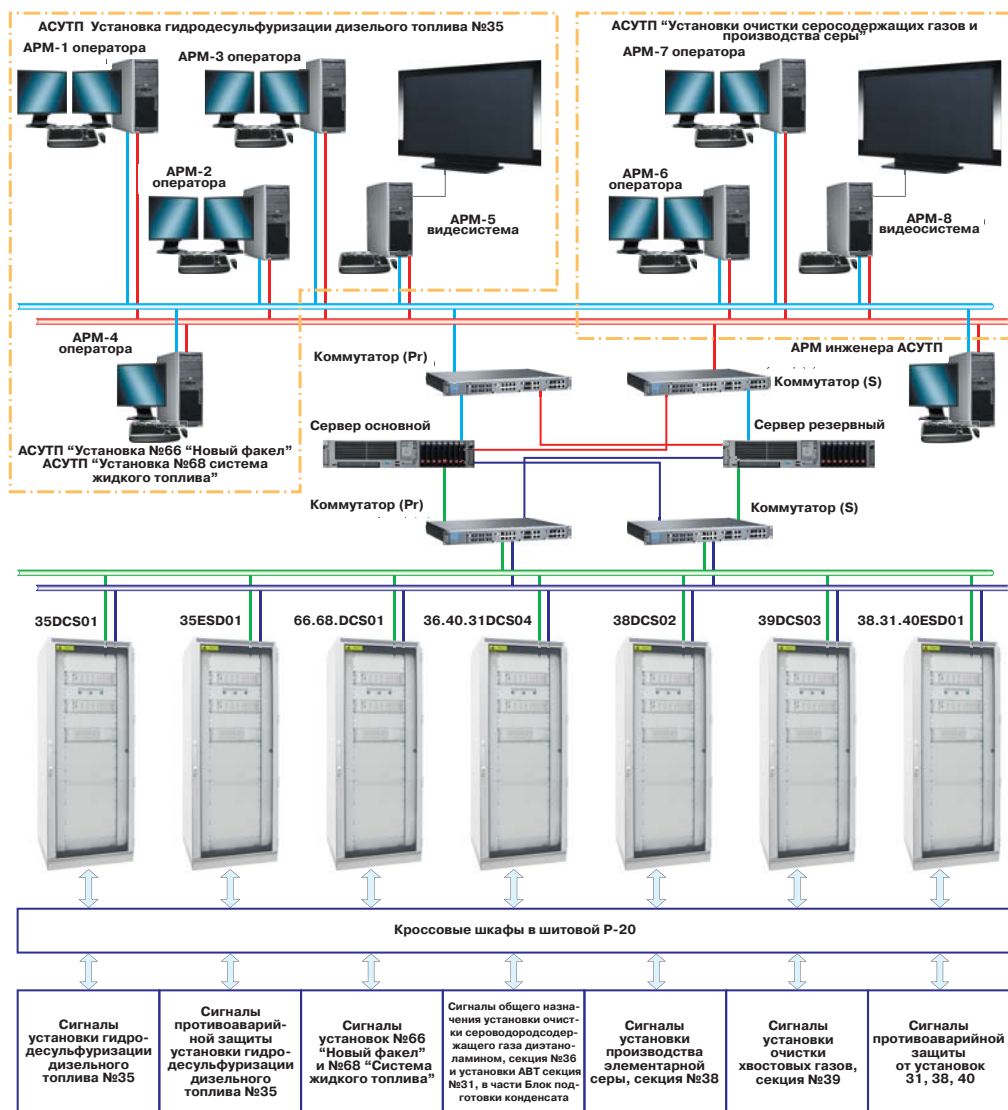 АСУТП Установка гидродесульфуризации дизелього топлива №35
АСУТП “Установки очистки серосодержащих газов и
производства серы”
АРМ-1 оператора
АРМ-3 оператора
АРМ-7 оператора
АРМ-2
оператора
АРМ-5
видесистема
АРМ-6
оператора
АРМ-8
видеосистема
АРМ-4
оператора
Коммутатор (Pr)
АРМ инженера АСУТП
Коммутатор (S)
Сервер основной
Сервер резервный
АСУТП “Установка №66 “Новый факел”
АСУТП “Установка №68 система
жидкого топлива”
Коммутатор (Pr)
Коммутатор (S)
35DCS01
35ESD01
66.68.DCS01
36.40.31DCS04
38DCS02
39DCS03
38.31.40ESD01
Кроссовые шкафы в шитовой Р-20
Сигналы
установки гидро-
десульфуризации
дизельного
топлива №35
Сигналы
противоаварий-
ной защиты
установки гидро-
десульфуризации
дизельного
топлива №35
Сигналы
установок №66
“Новый факел”
и №68 “Система
жидкого топлива”
Сигналы общего назна-
чения установки очист-
ки сероводородсодер-
жащего газа диэтано-
ламином, секция №36
и установки АВТ секция
№31, в части Блок под-
готовки конденсата
Сигналы
установки
производства
элементарной
серы, секция №38
Сигналы
установки
очистки
хвостовых газов,
секция №39
Сигналы
противоаварийной
защиты
от установок
31, 38, 40